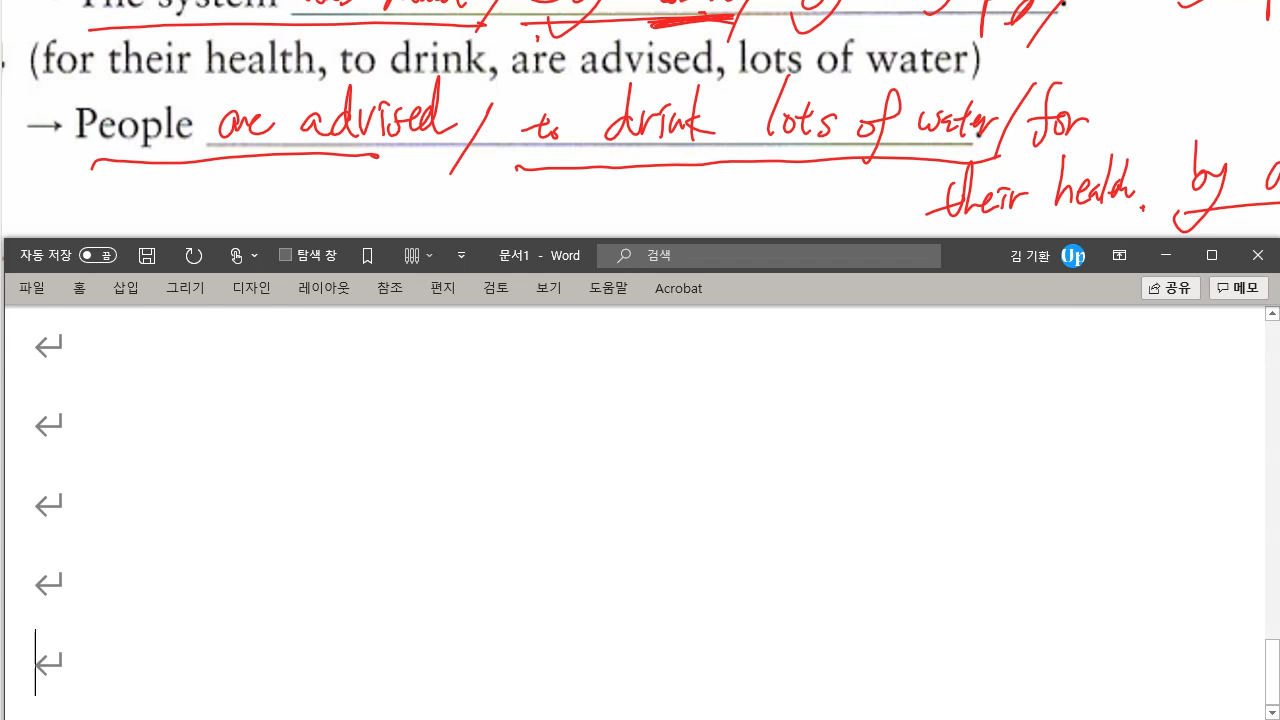 The system
(for their health, to drink, are advised, lots of water)
→ People are advised / to drink lots of water / for
their health. by
자동 저장 끔 탐색 창 문서1 - Word 검색 김 기환 Up
파일 홈 삽입 그리기 디자인 레이아웃 참조 편지 검토 보기 도움말 Acrobat 공유 메모